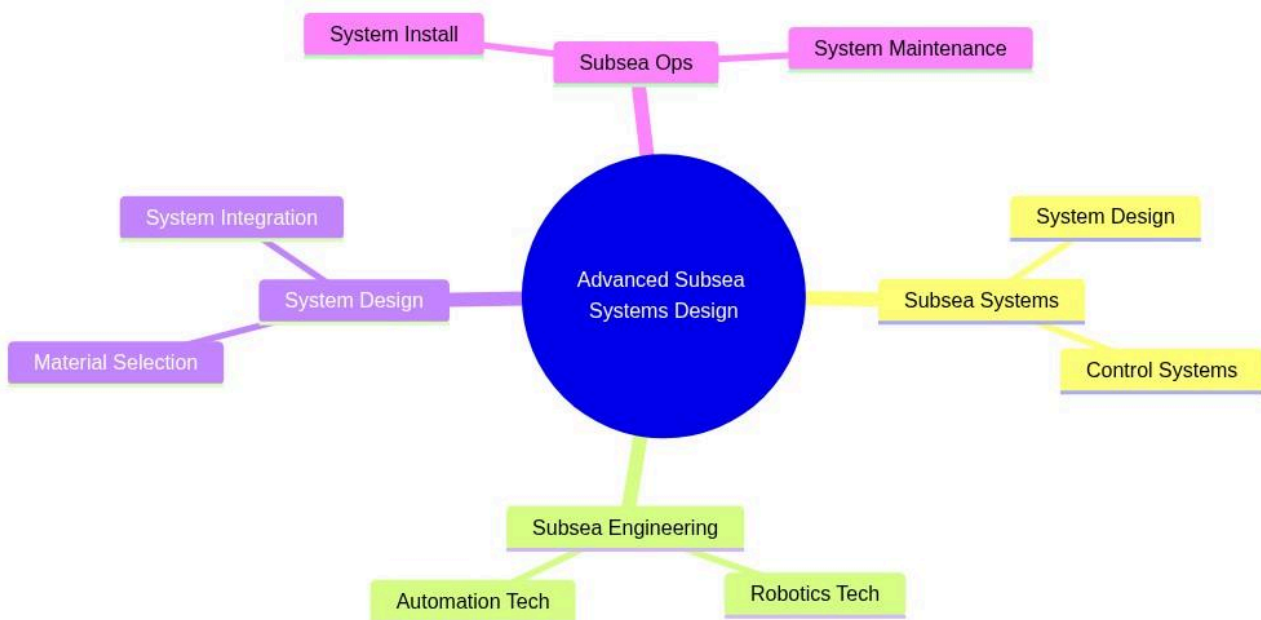 System Install
Subsea Ops
System Maintenance
System Integration
System Design
Material Selection
Advanced Subsea
Systems Design
System Design
Subsea Systems
Control Systems
Subsea Engineering
Automation Tech
Robotics Tech